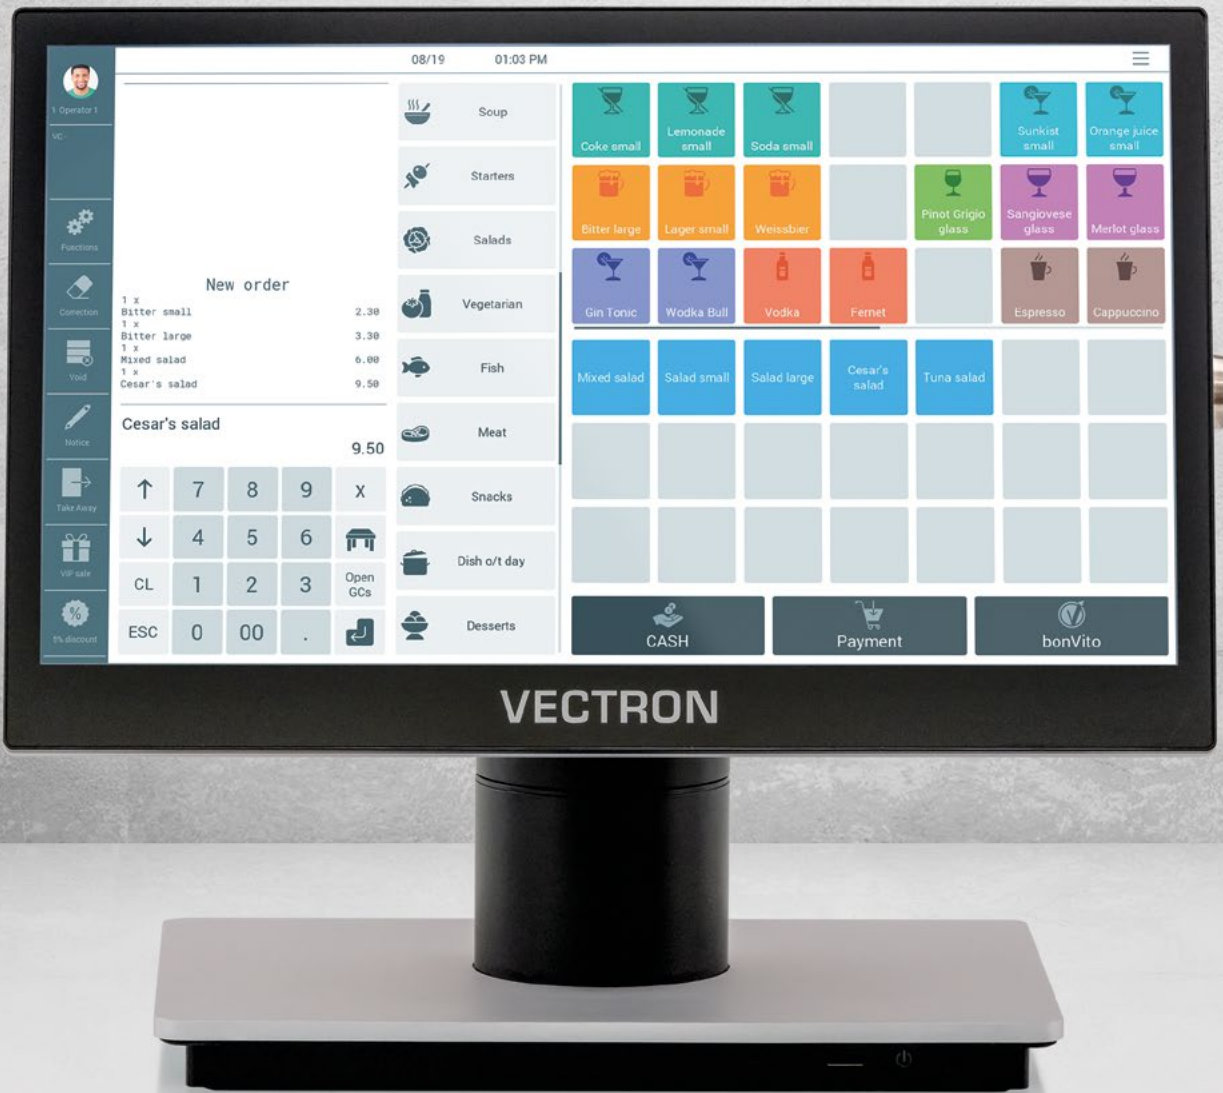 08/19 01:03 PM
1 Operator 1
VC-
Functions
Correction
Void
Notice
Take Away
VIP sale
5% discount
New order
1 x
Bitter small 2.30
1 x
Bitter large 3.30
1 x
Mixed salad 6.00
1 x
Cesar's salad 9.50
Cesar's salad
9.50
↑ 7 8 9 X
↓ 4 5 6
CL 1 2 3 Open GCs
ESC 0 00 .
Soup
Starters
Salads
Vegetarian
Fish
Meat
Snacks
Dish o/t day
Desserts
Coke small
Lemonade
small
Soda small
Sunkist
small
Orange juice
small
Bitter large
Lager small
Weissbier
Pinot Grigio
glass
Sangiovese
glass
Merlot glass
Gin Tonic
Wodka Bull
Vodka
Fernet
Espresso
Cappuccino
Mixed salad
Salad small
Salad large
Cesar's
salad
Tuna salad
CASH
Payment
bonVito
VECTRON